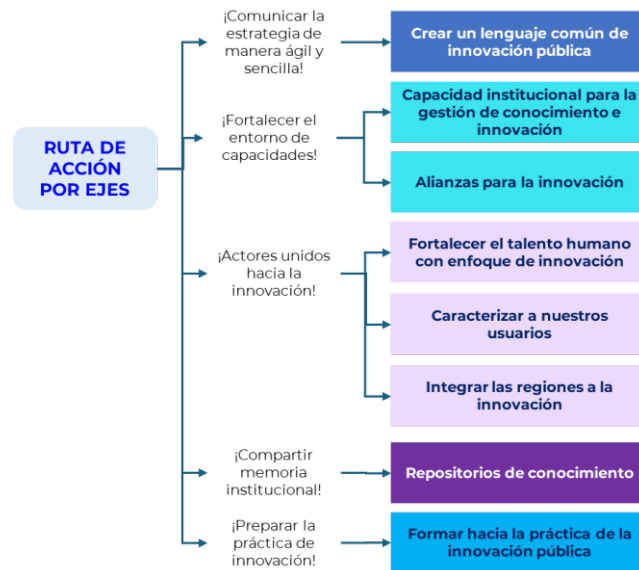 RUTA DE
ACCIÓN
POR EJES
¡Comunicar la
estrategia de
manera ágil y
sencilla!
Crear un lenguaje común de
innovación pública
¡Fortalecer el
entorno de
capacidades!
Capacidad institucional para la
gestión de conocimiento e
innovación
Alianzas para la innovación
¡Actores unidos
hacia la
innovación!
Fortalecer el talento humano
con enfoque de innovación
Caracterizar a nuestros
usuarios
Integrar las regiones a la
innovación
¡Compartir
memoria
institucional!
Repositorios de conocimiento
¡Preparar la
práctica de
innovación!
Formar hacia la práctica de la
innovación pública